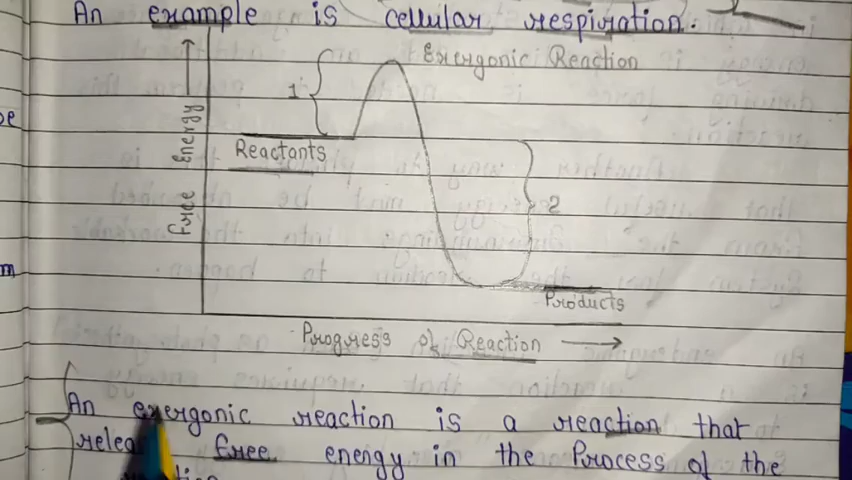 An example is cellular respiration.
Exergonic Reaction
1
Reactants
Free Energy
2
Products
Progress of Reaction
An exergonic reaction is a reaction that
free energy in the Process of the